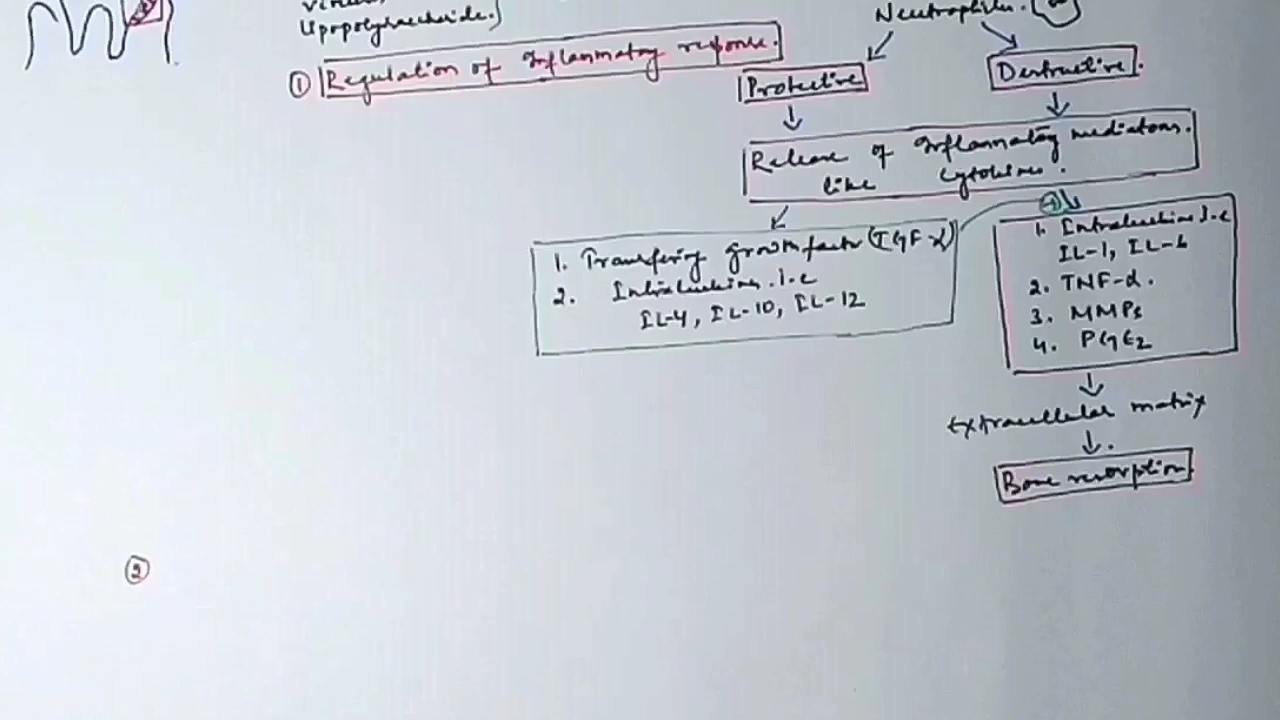 virulen
Lipopolysaccharide.)
① Regulation of Inflammatory response.
Neutrophils.
Protective
Destructive.
Release of Inflammatory mediators.
like Cytokines.
1. Transfering growth factor (TGF-α)
2. Interleukins. i.e
IL-4, IL-10, IL-12
1. Interleukins i.e
IL-1, IL-6
2. TNF-α.
3. MMPs
4. PGE2
Extracellular matrix
Bone resorption.
②